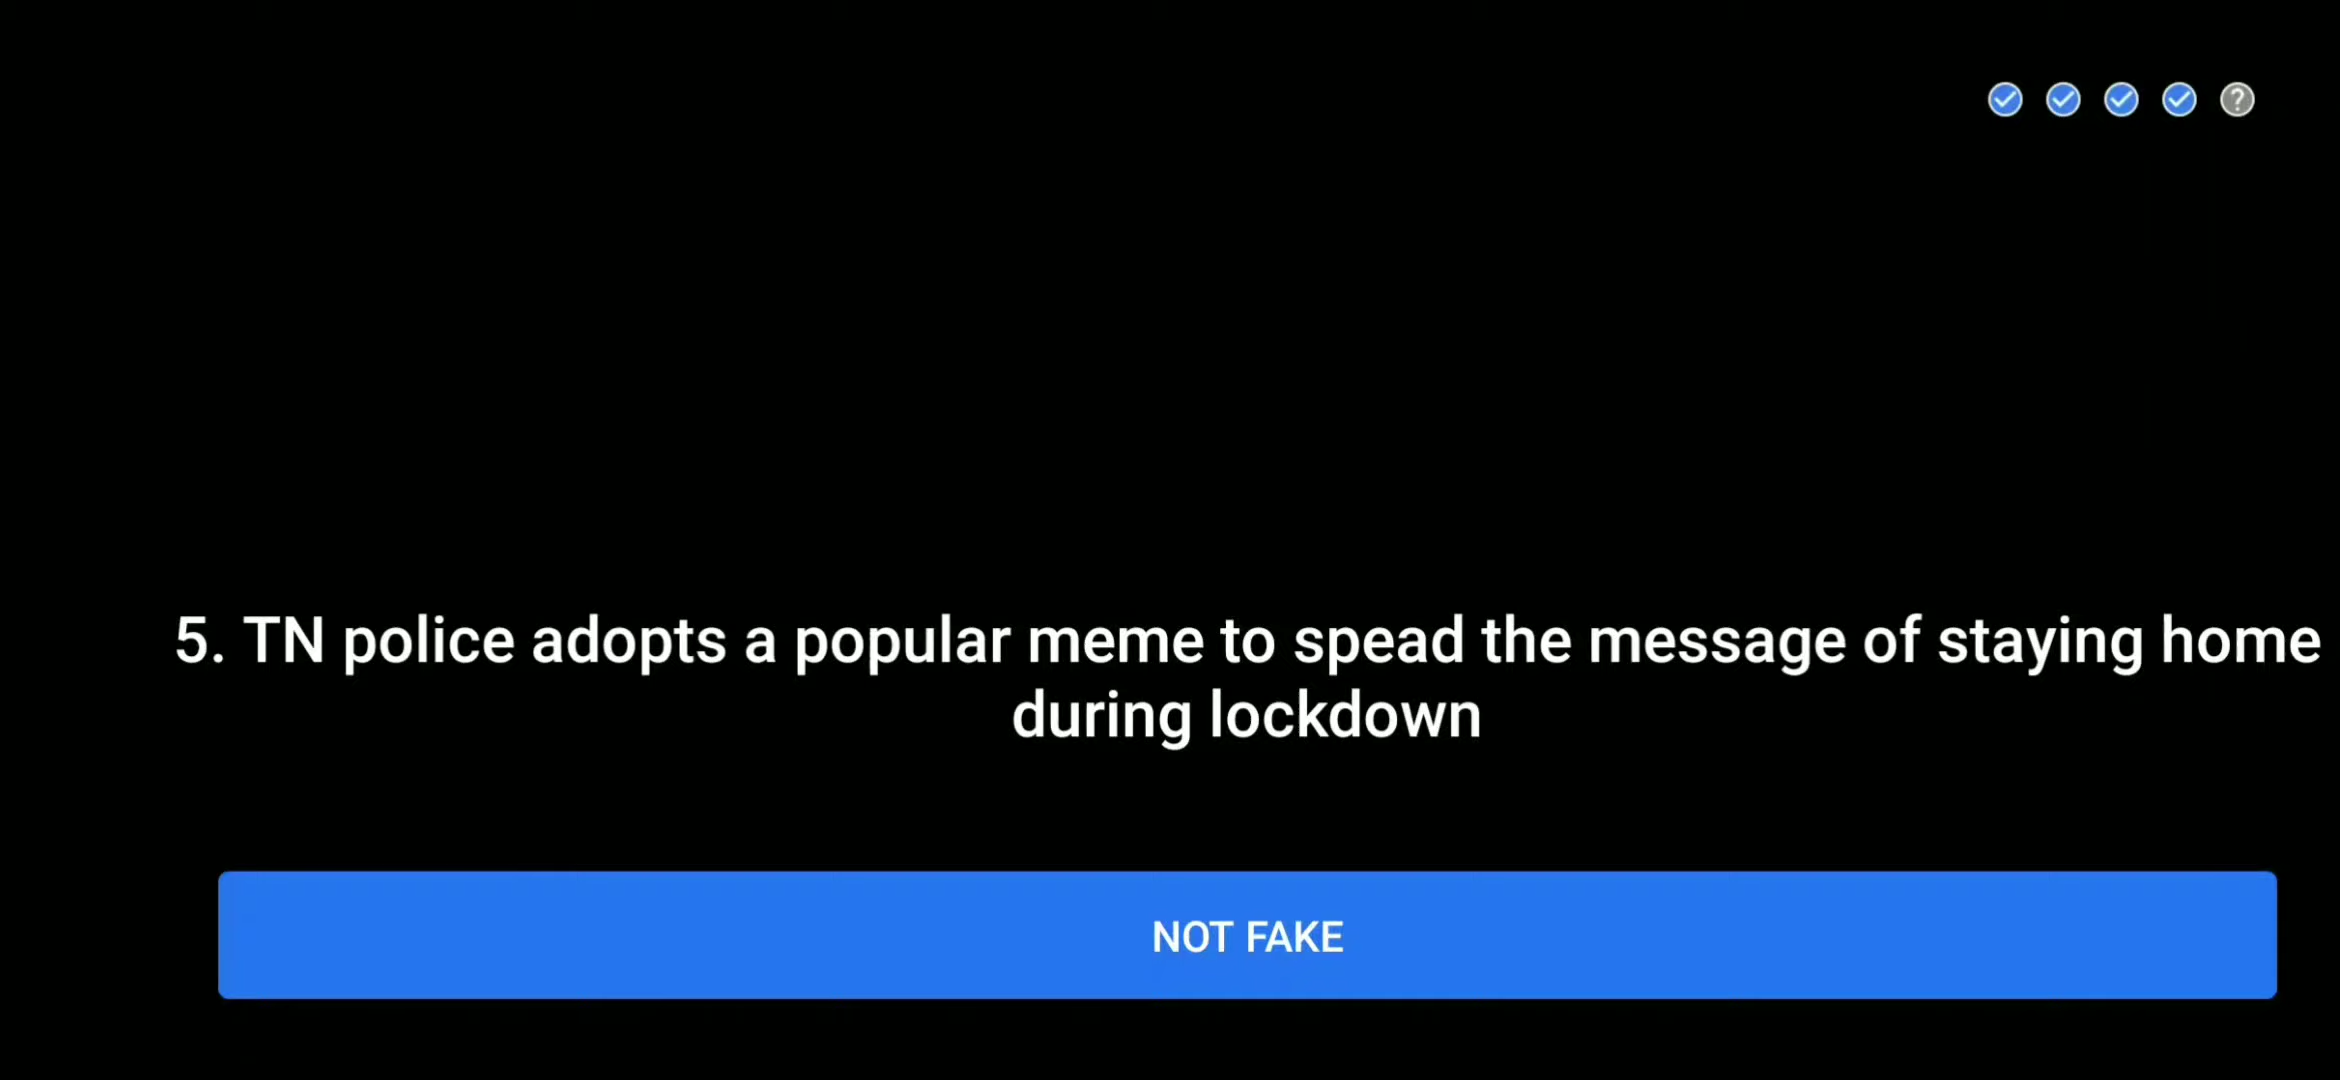 5. TN police adopts a popular meme to spead the message of staying home
during lockdown
NOT FAKE